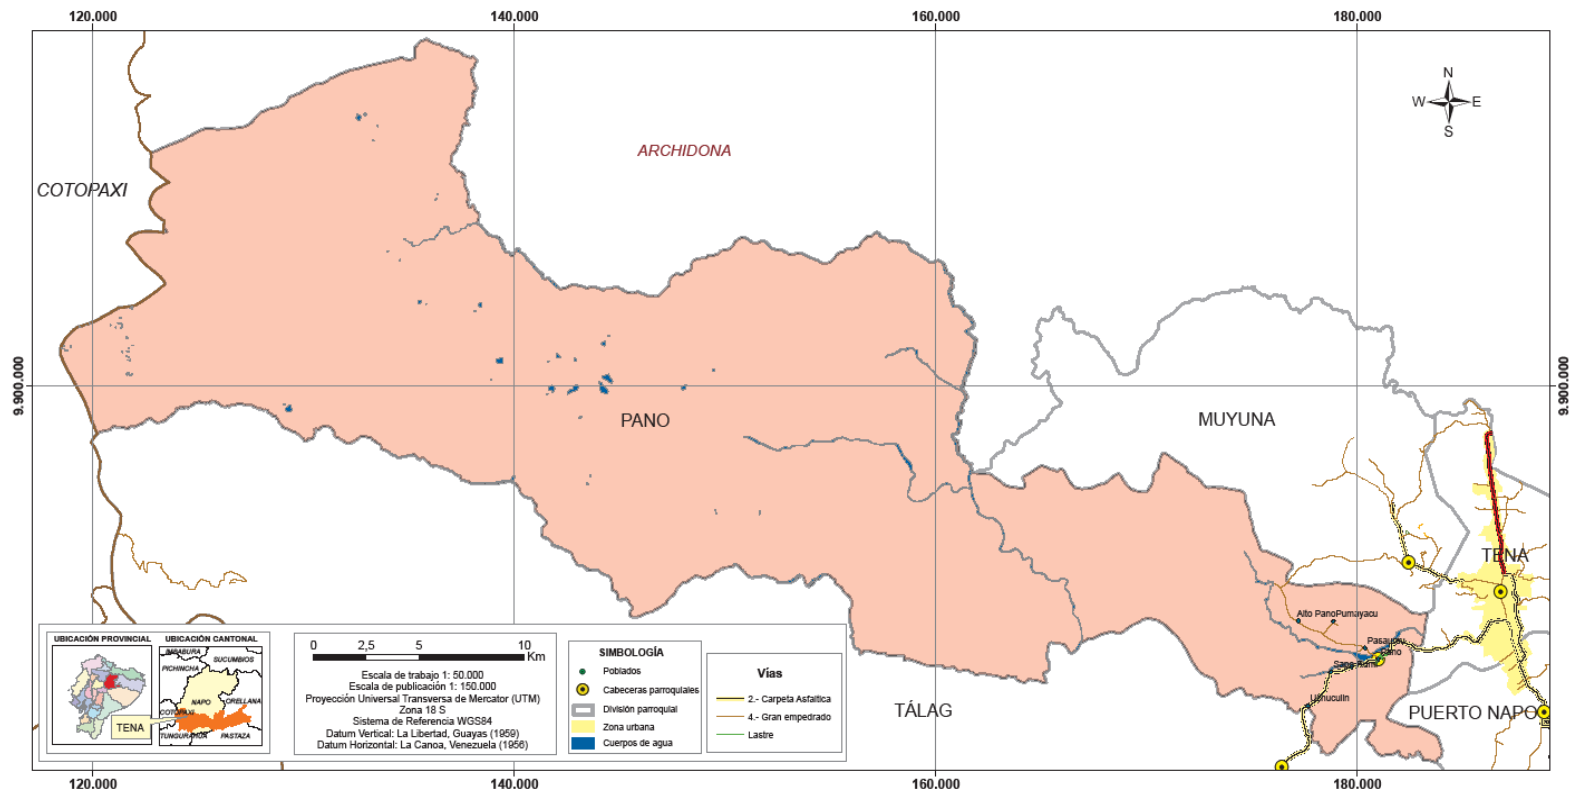 120.000
140.000
160.000
180.000
N
W
E
S
ARCHIDONA
COTOPAXI
9.900.000
9.900.000
PANO
MUYUNA
TENA
Alto Pano
Pumayacu
Pasaurcu
Pano
Sapo Rumi
Ushuculin
TÁLAG
PUERTO NAPO
UBICACIÓN PROVINCIAL
UBICACIÓN CANTONAL
IMBABURA
PICHINCHA
SUCUMBIOS
NAPO
ORELLANA
COTOPAXI
TENA
TUNGURAHUA
PASTAZA
0
2,5
5
10
Km
Escala de trabajo 1: 50.000
Escala de publicación 1: 150.000
Proyección Universal Transversa de Mercator (UTM)
Zona 18 S
Sistema de Referencia WGS84
Datum Vertical: La Libertad, Guayas (1959)
Datum Horizontal: La Canoa, Venezuela (1956)
SIMBOLOGÍA
Poblados
Cabeceras parroquiales
División parroquial
Zona urbana
Cuerpos de agua
Vías
2.- Carpeta Asfaltica
4.- Gran empedrado
Lastre
120.000
140.000
160.000
180.000